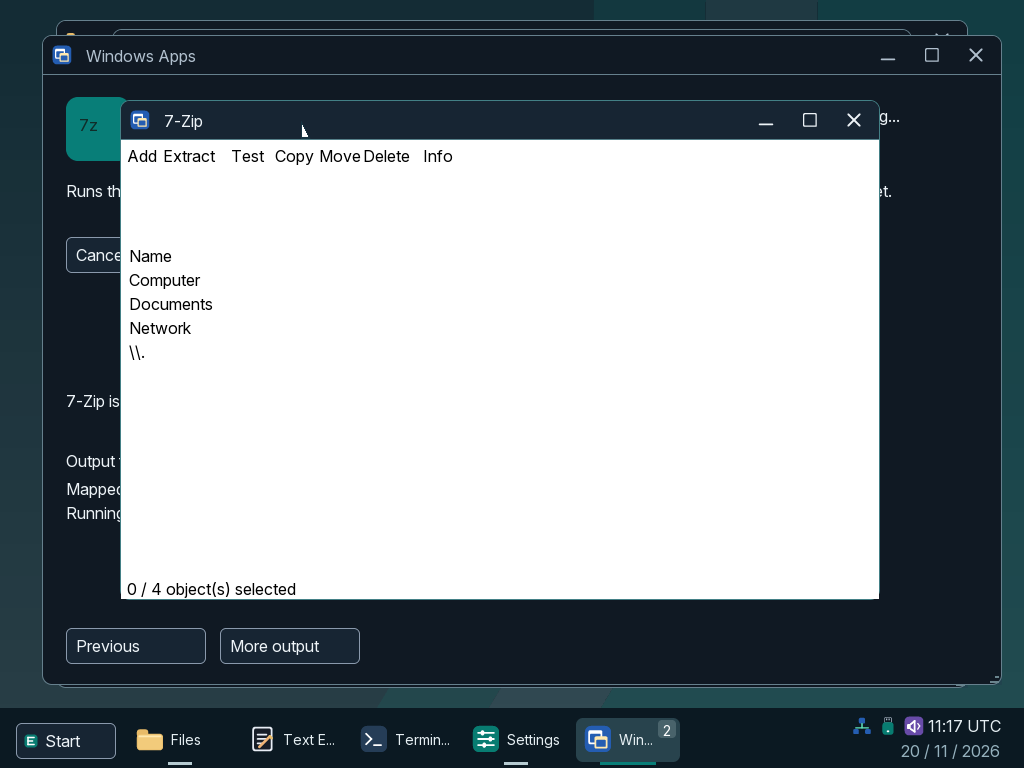 Windows Apps
7z
7-Zip
g...
Add Extract Test Copy Move Delete Info
Runs th
et.
Cance
Name
Computer
Documents
Network
\\.
7-Zip is
Output
Mapped
Running
0 / 4 object(s) selected
Previous
More output
Start
Files
Text E...
Termin...
Settings
Win...
2
11:17 UTC
20 / 11 / 2026